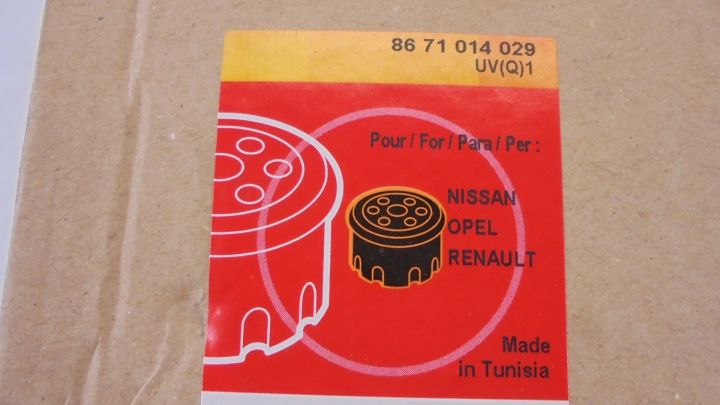 86 71 014 029
UV(Q)1
Pour / For / Para / Per :
NISSAN
OPEL
RENAULT
Made
in Tunisia